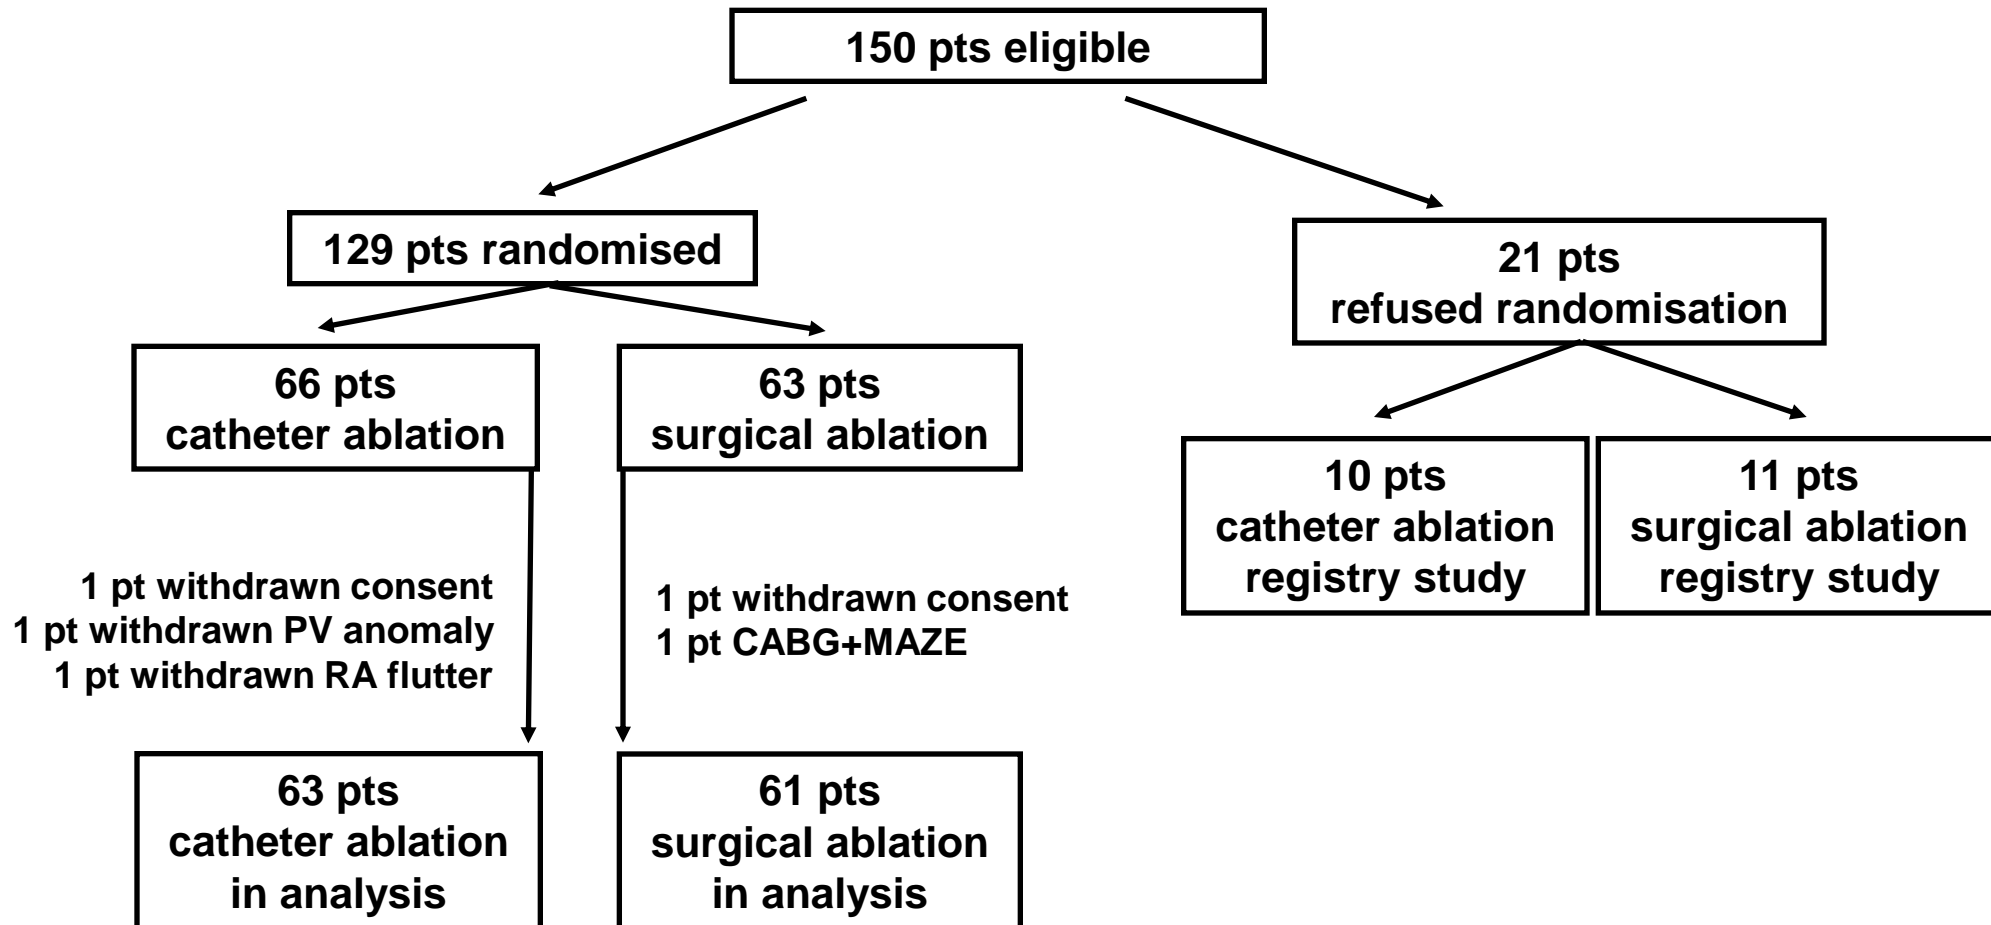 150 pts eligible
129 pts randomised
21 pts
refused randomisation
66 pts
catheter ablation
63 pts
surgical ablation
10 pts
catheter ablation
registry study
11 pts
surgical ablation
registry study
1 pt withdrawn consent
1 pt withdrawn PV anomaly
1 pt withdrawn RA flutter
1 pt withdrawn consent
1 pt CABG+MAZE
63 pts
catheter ablation
in analysis
61 pts
surgical ablation
in analysis